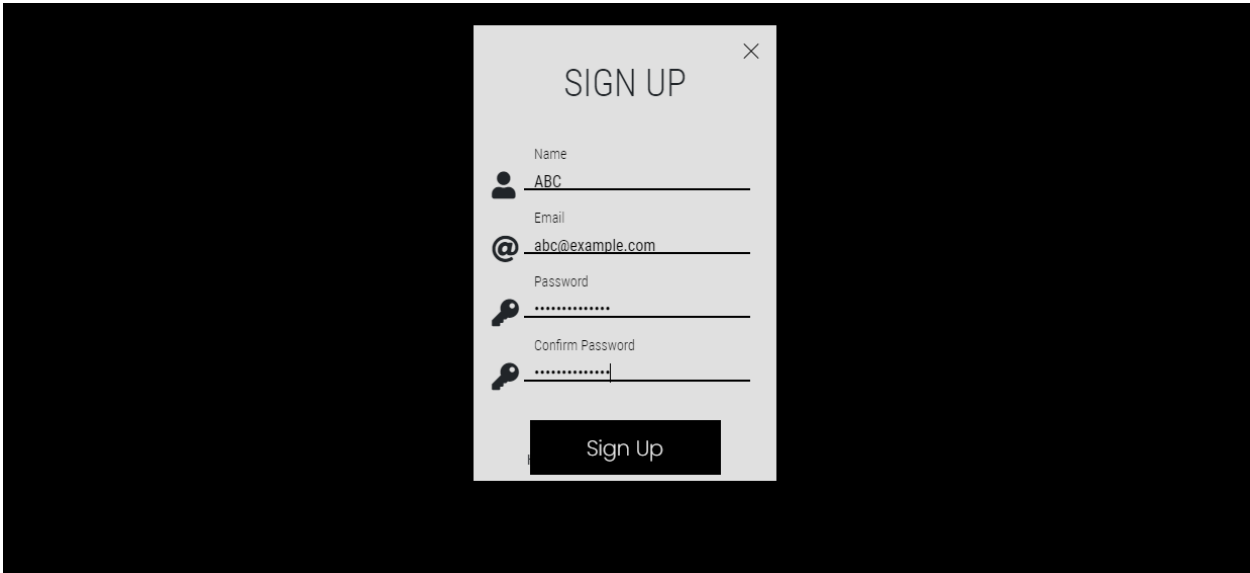 SIGN UP
Name
ABC
Email
abc@example.com
Password
••••••••••••••
Confirm Password
••••••••••••••
Sign Up